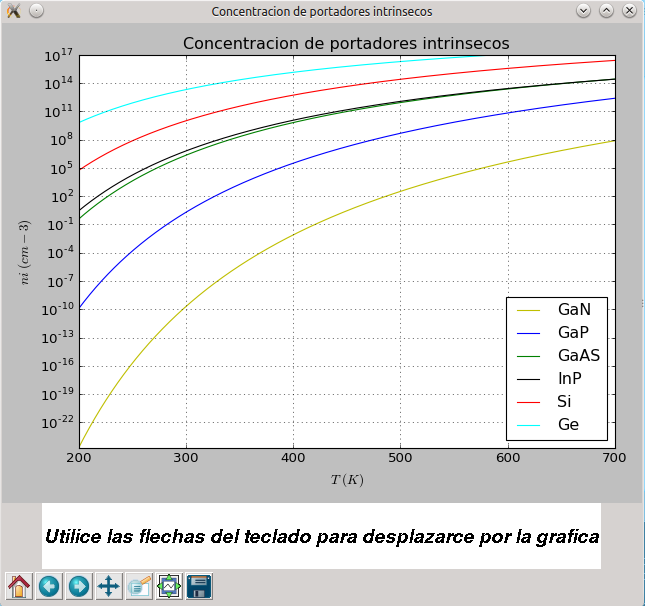 Concentracion de portadores intrinsecos
Concentracion de portadores intrinsecos
10^17
10^14
10^11
10^8
10^5
10^2
10^-1
10^-4
10^-7
10^-10
10^-13
10^-16
10^-19
10^-22
ni (cm − 3)
GaN
GaP
GaAS
InP
Si
Ge
200 300 400 500 600 700
T (K)
Utilice las flechas del teclado para desplazarce por la grafica